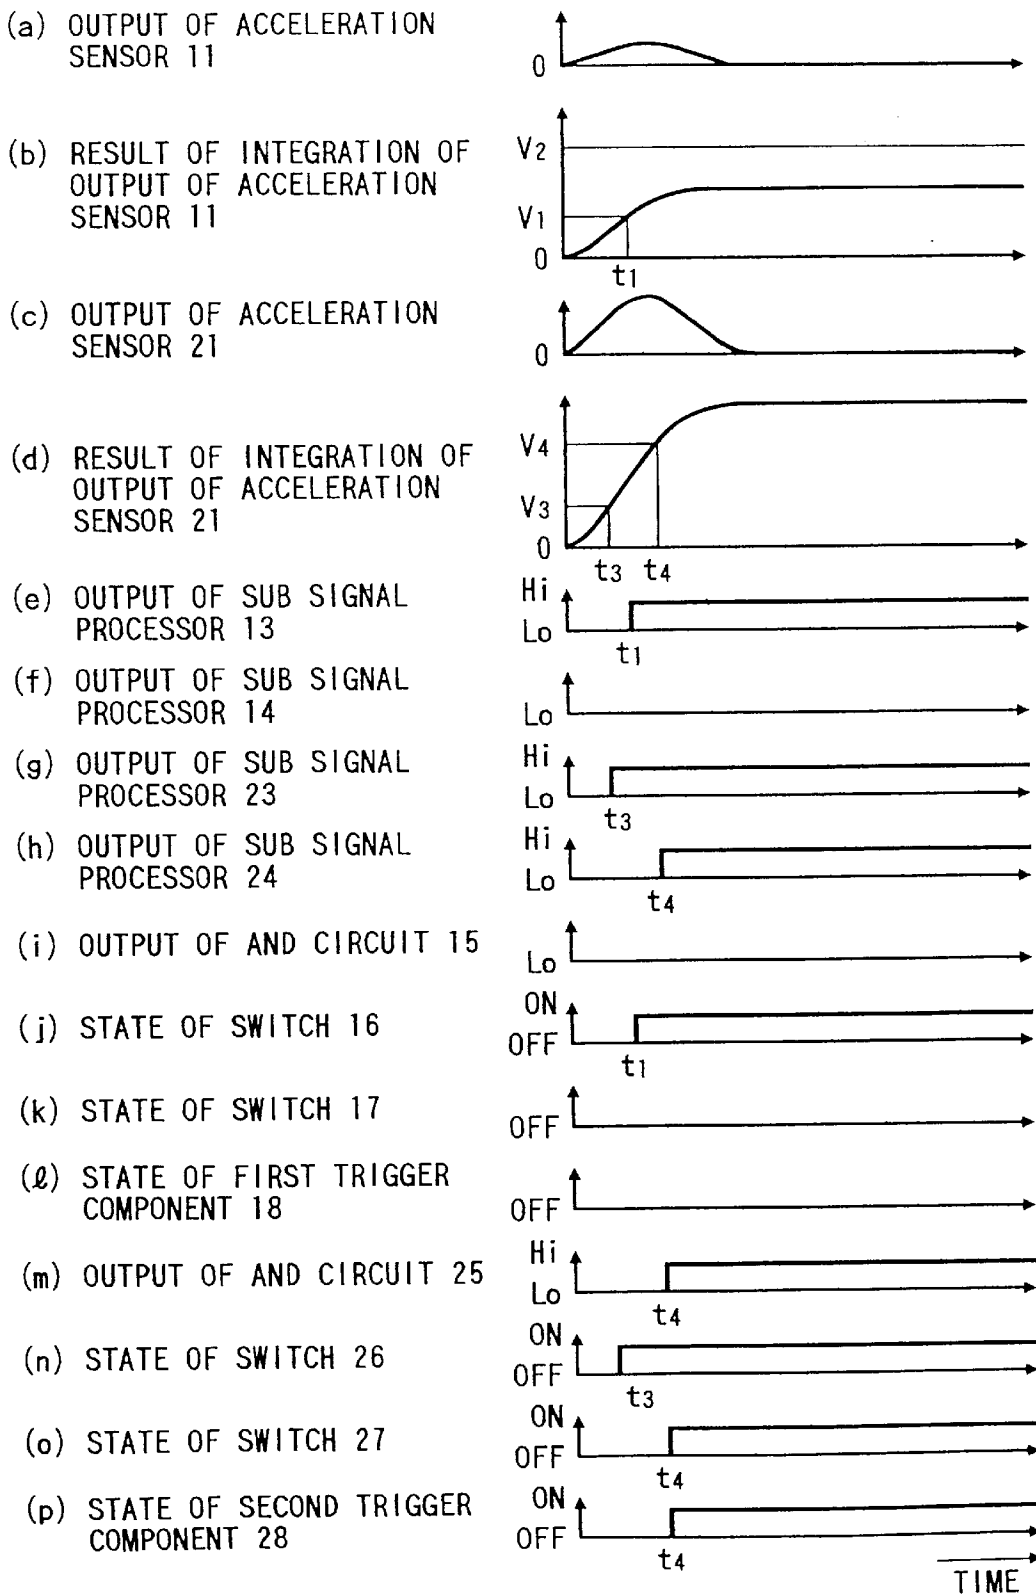 (a) OUTPUT OF ACCELERATION
SENSOR 11
0
(b) RESULT OF INTEGRATION OF
OUTPUT OF ACCELERATION
SENSOR 11
V2
V1
0
t1
(c) OUTPUT OF ACCELERATION
SENSOR 21
0
(d) RESULT OF INTEGRATION OF
OUTPUT OF ACCELERATION
SENSOR 21
V4
V3
0
t3 t4
(e) OUTPUT OF SUB SIGNAL
PROCESSOR 13
Hi
Lo
t1
(f) OUTPUT OF SUB SIGNAL
PROCESSOR 14
Lo
(g) OUTPUT OF SUB SIGNAL
PROCESSOR 23
Hi
Lo
t3
(h) OUTPUT OF SUB SIGNAL
PROCESSOR 24
Hi
Lo
t4
(i) OUTPUT OF AND CIRCUIT 15
Lo
(j) STATE OF SWITCH 16
ON
OFF
t1
(k) STATE OF SWITCH 17
OFF
(ℓ) STATE OF FIRST TRIGGER
COMPONENT 18
OFF
(m) OUTPUT OF AND CIRCUIT 25
Hi
Lo
t4
(n) STATE OF SWITCH 26
ON
OFF
t3
(o) STATE OF SWITCH 27
ON
OFF
t4
(p) STATE OF SECOND TRIGGER
COMPONENT 28
ON
OFF
t4
TIME